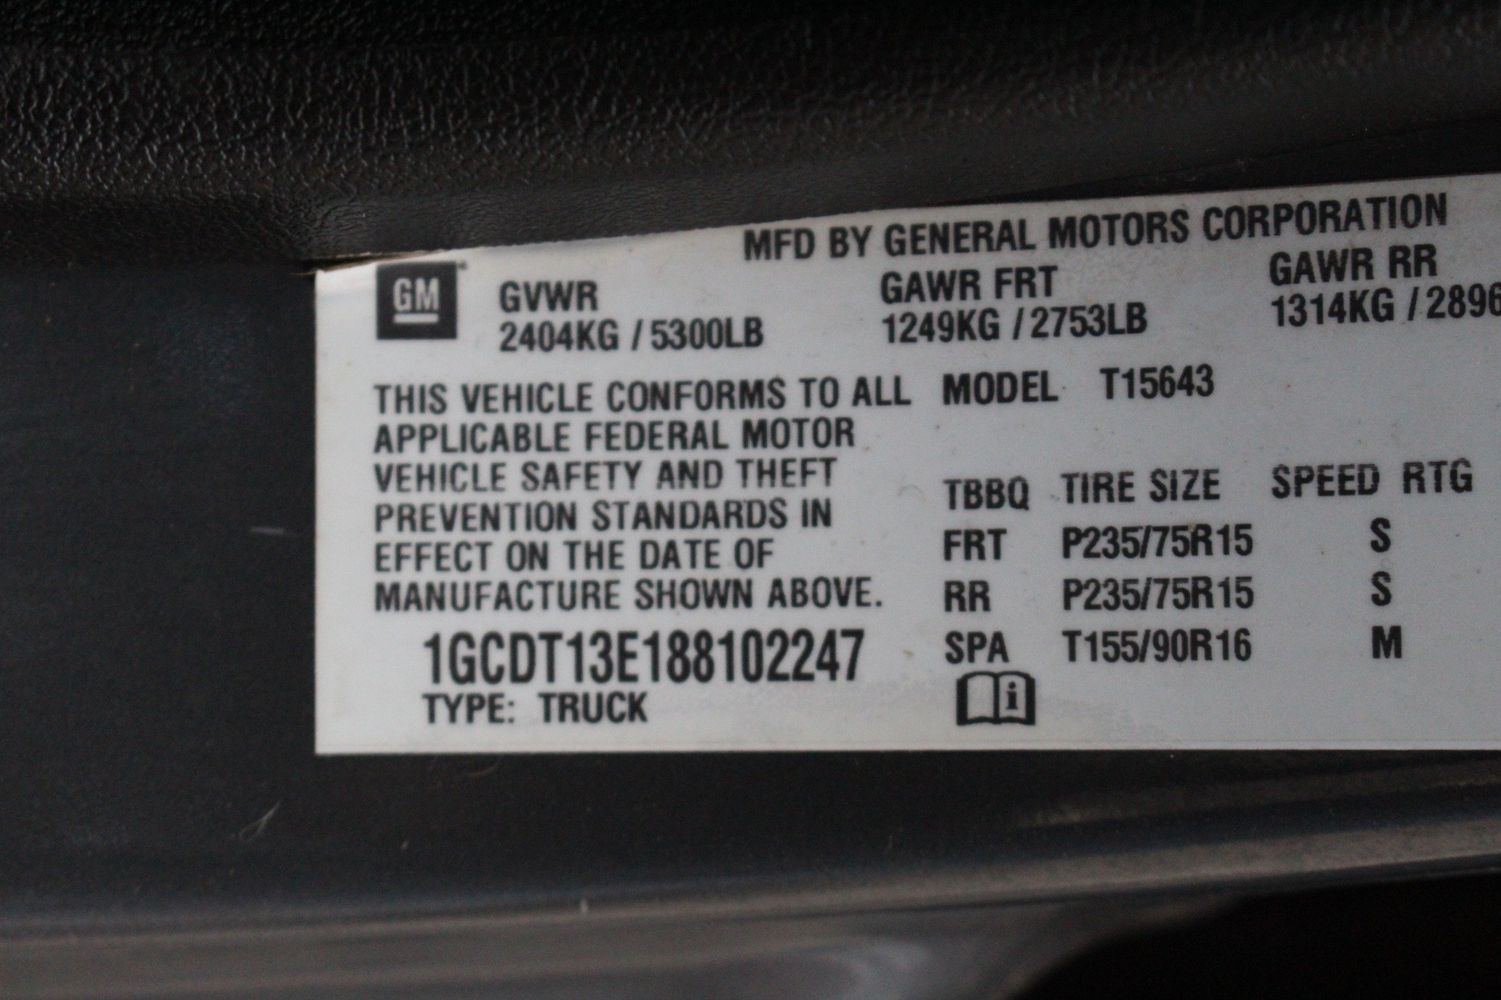 MFD BY GENERAL MOTORS CORPORATION
GM GVWR GAWR FRT GAWR RR
2404KG / 5300LB 1249KG / 2753LB 1314KG / 2896
THIS VEHICLE CONFORMS TO ALL MODEL T15643
APPLICABLE FEDERAL MOTOR
VEHICLE SAFETY AND THEFT
PREVENTION STANDARDS IN
EFFECT ON THE DATE OF
MANUFACTURE SHOWN ABOVE.
1GCDT13E188102247
TYPE: TRUCK
TBBQ TIRE SIZE SPEED RTG
FRT P235/75R15 S
RR P235/75R15 S
SPA T155/90R16 M
i